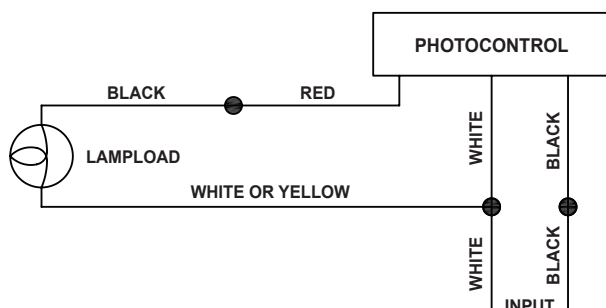 PHOTOCONTROL
BLACK
RED
WHITE
BLACK
LAMPLOAD
WHITE OR YELLOW
WHITE
BLACK
INPUT